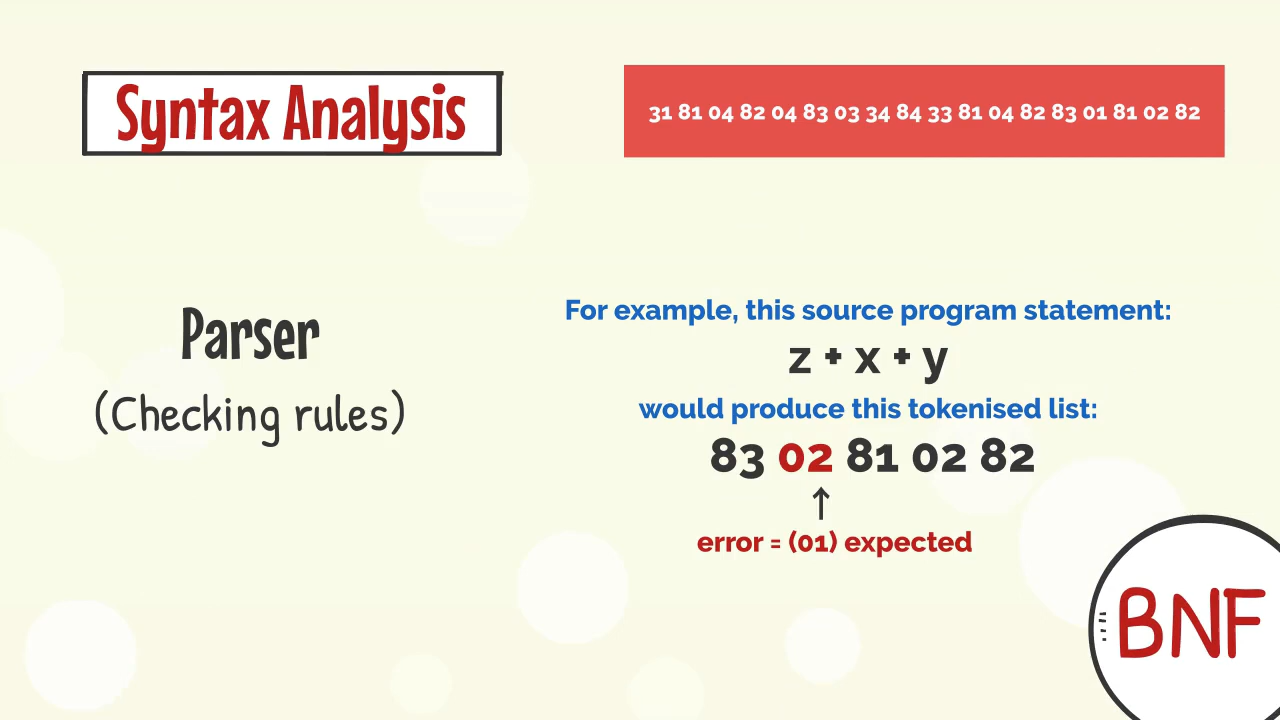 Syntax Analysis
31 81 04 82 04 83 03 34 84 33 81 04 82 83 01 81 02 82
Parser
(Checking rules)
For example, this source program statement:
z + x + y
would produce this tokenised list:
83 02 81 02 82
↑
error = (01) expected
BNF